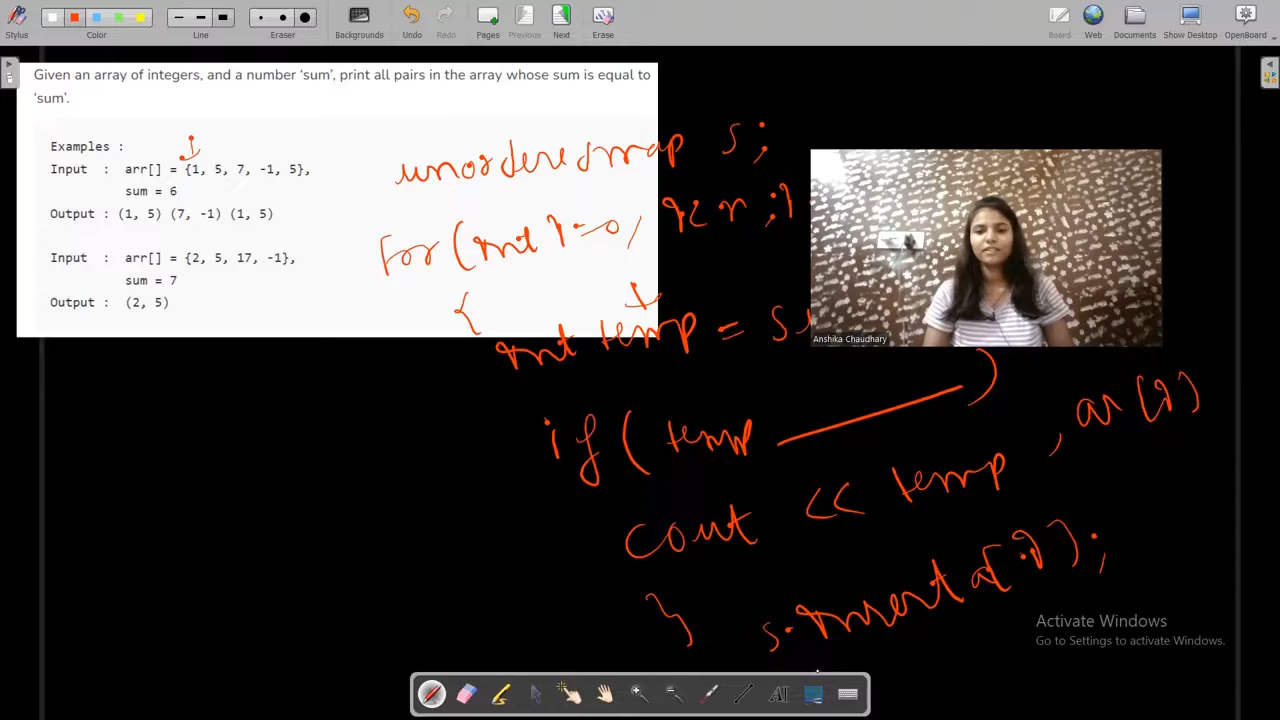 Stylus Color Line Eraser Backgrounds Undo Redo Pages Previous Next Erase Board Web Documents Show Desktop OpenBoard
Given an array of integers, and a number ‘sum’, print all pairs in the array whose sum is equal to
‘sum’.
Examples :
Input : arr[] = {1, 5, 7, -1, 5},
sum = 6
Output : (1, 5) (7, -1) (1, 5)
Input : arr[] = {2, 5, 17, -1},
sum = 7
Output : (2, 5)
i
unorderedmap s;
for (int i=0; i<n ;i
{
int temp = s
if ( temp )
cout << temp , ar[i]
} s.insert a[i];
Anshika Chaudhary
Activate Windows
Go to Settings to activate Windows.
AI